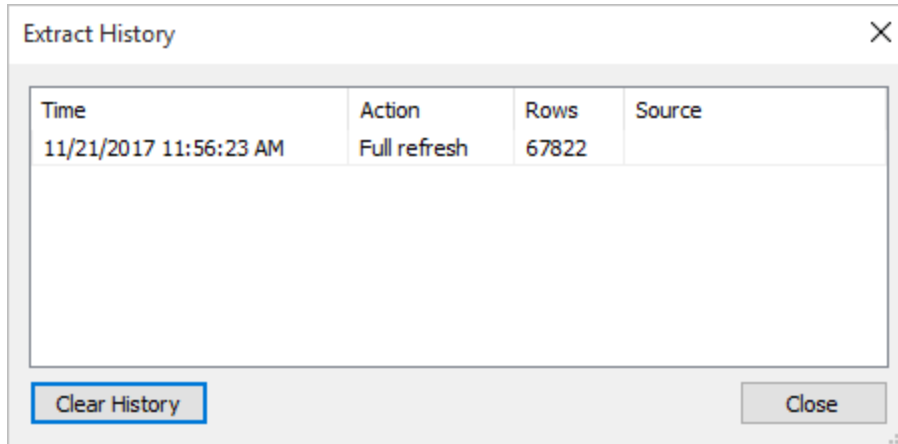 Extract History
Time Action Rows Source
11/21/2017 11:56:23 AM Full refresh 67822
Clear History Close